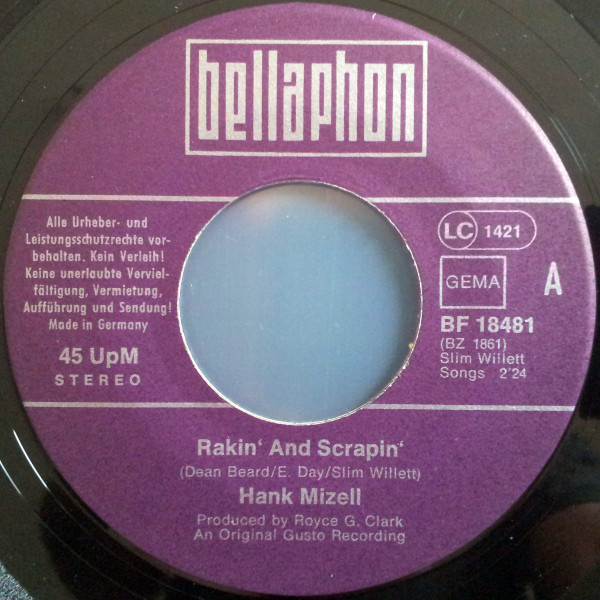 bellaphon
Alle Urheber- und
Leistungsschutzrechte vor-
behalten. Kein Verleih!
Keine unerlaubte Verviel-
fältigung, Vermietung,
Aufführung und Sendung!
Made in Germany
45 UpM
STEREO
LC 1421
GEMA
A
BF 18481
(BZ 1861)
Slim Willett
Songs 2'24
Rakin' And Scrapin'
(Dean Beard/E. Day/Slim Willett)
Hank Mizell
Produced by Royce G. Clark
An Original Gusto Recording